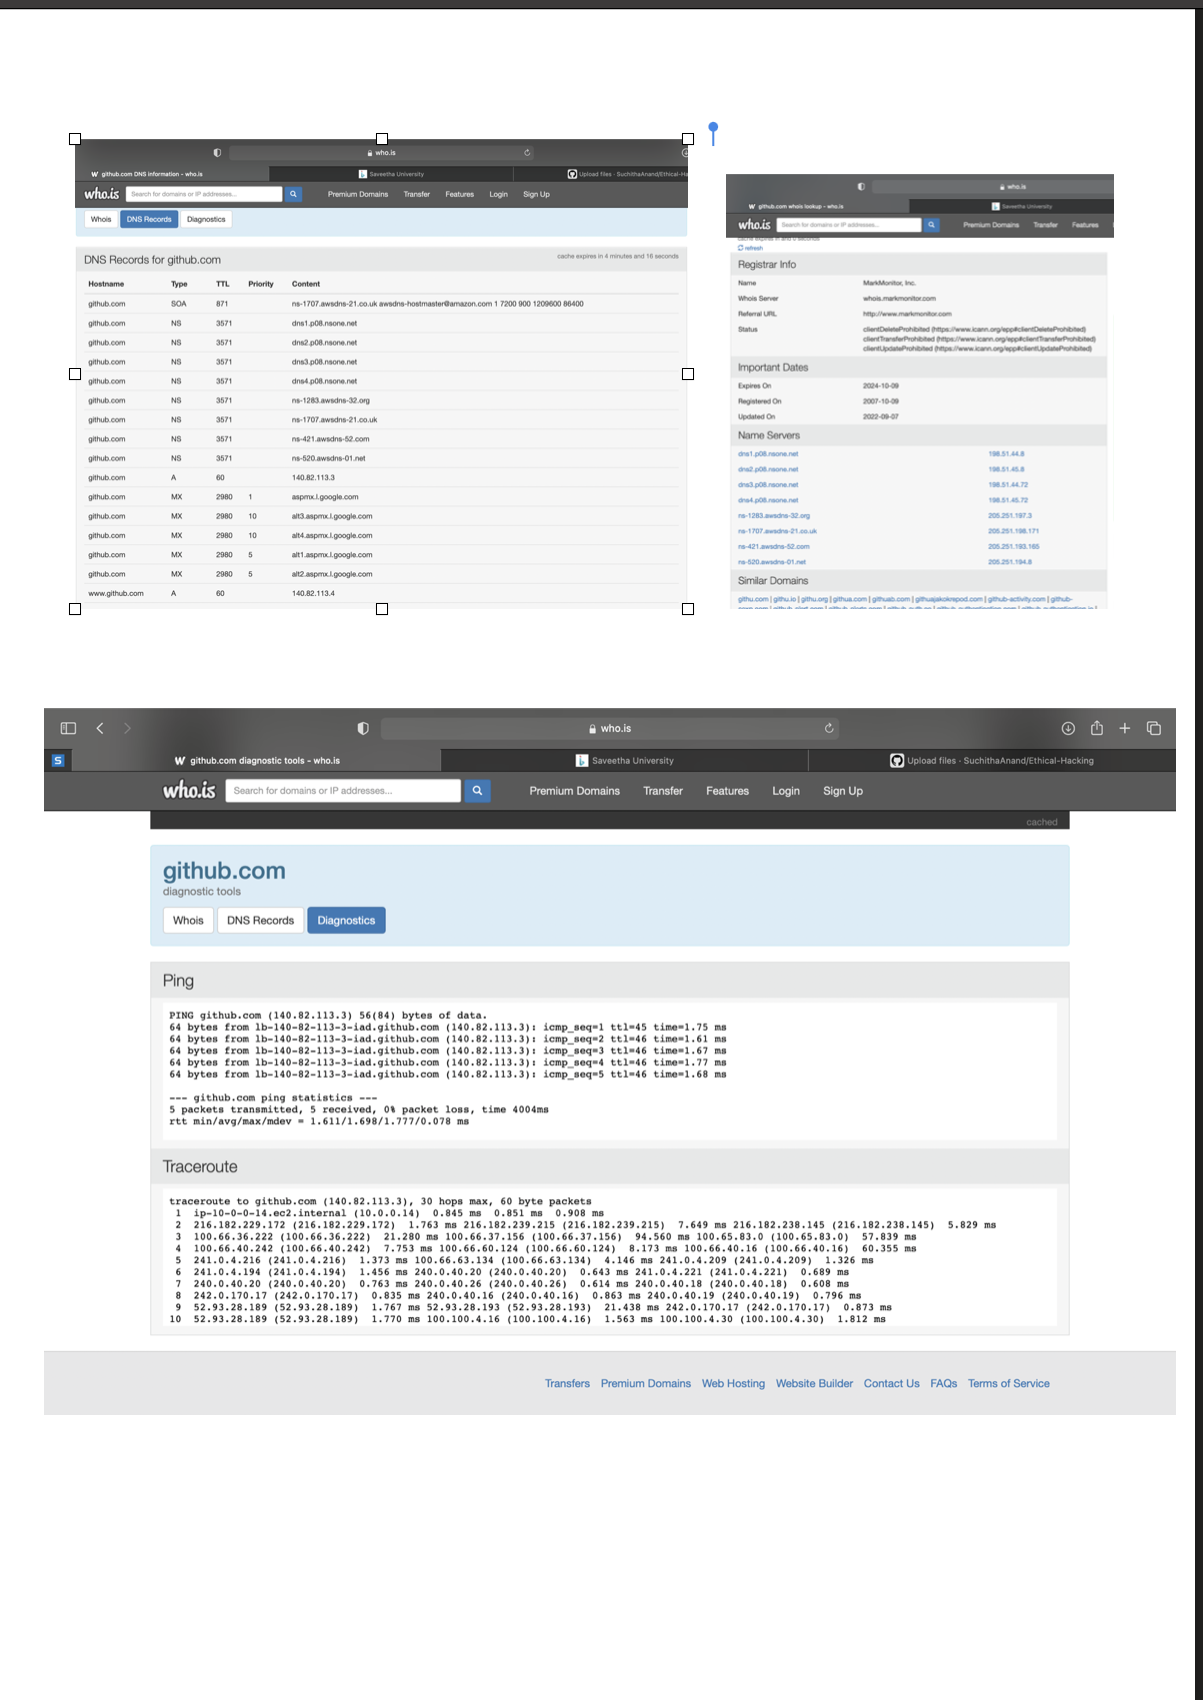 who.is
W github.com DNS information - who.is
Saveetha University
Upload files · SuchithaAnand/Ethical-Ha
who.is
Search for domains or IP addresses...
Premium Domains
Transfer
Features
Login
Sign Up
Whois
DNS Records
Diagnostics
DNS Records for github.com
cache expires in 4 minutes and 16 seconds
Hostname Type TTL Priority Content
github.com SOA 871 ns-1707.awsdns-21.co.uk awsdns-hostmaster@amazon.com 1 7200 900 1209600 86400
github.com NS 3571 dns1.p08.nsone.net
github.com NS 3571 dns2.p08.nsone.net
github.com NS 3571 dns3.p08.nsone.net
github.com NS 3571 dns4.p08.nsone.net
github.com NS 3571 ns-1283.awsdns-32.org
github.com NS 3571 ns-1707.awsdns-21.co.uk
github.com NS 3571 ns-421.awsdns-52.com
github.com NS 3571 ns-520.awsdns-01.net
github.com A 60 140.82.113.3
github.com MX 2980 1 aspmx.l.google.com
github.com MX 2980 10 alt3.aspmx.l.google.com
github.com MX 2980 10 alt4.aspmx.l.google.com
github.com MX 2980 5 alt1.aspmx.l.google.com
github.com MX 2980 5 alt2.aspmx.l.google.com
www.github.com A 60 140.82.113.4
who.is
W github.com whois lookup - who.is
Saveetha University
who.is
Search for domains or IP addresses...
Premium Domains
Transfer
Features
cache expires in and 0 seconds
refresh
Registrar Info
Name MarkMonitor, Inc.
Whois Server whois.markmonitor.com
Referral URL http://www.markmonitor.com
Status clientDeleteProhibited (https://www.icann.org/epp#clientDeleteProhibited)
clientTransferProhibited (https://www.icann.org/epp#clientTransferProhibited)
clientUpdateProhibited (https://www.icann.org/epp#clientUpdateProhibited)
Important Dates
Expires On 2024-10-09
Registered On 2007-10-09
Updated On 2022-09-07
Name Servers
dns1.p08.nsone.net 198.51.44.8
dns2.p08.nsone.net 198.51.45.8
dns3.p08.nsone.net 198.51.44.72
dns4.p08.nsone.net 198.51.45.72
ns-1283.awsdns-32.org 205.251.197.3
ns-1707.awsdns-21.co.uk 205.251.198.171
ns-421.awsdns-52.com 205.251.193.165
ns-520.awsdns-01.net 205.251.194.8
Similar Domains
githu.com | githu.io | githu.org | githua.com | githuab.com | githuajakokrepod.com | github-activity.com | github-
who.is
S
W github.com diagnostic tools - who.is
Saveetha University
Upload files · SuchithaAnand/Ethical-Hacking
who.is
Search for domains or IP addresses...
Premium Domains
Transfer
Features
Login
Sign Up
cached
github.com
diagnostic tools
Whois
DNS Records
Diagnostics
Ping
PING github.com (140.82.113.3) 56(84) bytes of data.
64 bytes from lb-140-82-113-3-iad.github.com (140.82.113.3): icmp_seq=1 ttl=45 time=1.75 ms
64 bytes from lb-140-82-113-3-iad.github.com (140.82.113.3): icmp_seq=2 ttl=46 time=1.61 ms
64 bytes from lb-140-82-113-3-iad.github.com (140.82.113.3): icmp_seq=3 ttl=46 time=1.67 ms
64 bytes from lb-140-82-113-3-iad.github.com (140.82.113.3): icmp_seq=4 ttl=46 time=1.77 ms
64 bytes from lb-140-82-113-3-iad.github.com (140.82.113.3): icmp_seq=5 ttl=46 time=1.68 ms
--- github.com ping statistics ---
5 packets transmitted, 5 received, 0% packet loss, time 4004ms
rtt min/avg/max/mdev = 1.611/1.698/1.777/0.078 ms
Traceroute
traceroute to github.com (140.82.113.3), 30 hops max, 60 byte packets
1 ip-10-0-0-14.ec2.internal (10.0.0.14) 0.845 ms 0.851 ms 0.908 ms
2 216.182.229.172 (216.182.229.172) 1.763 ms 216.182.239.215 (216.182.239.215) 7.649 ms 216.182.238.145 (216.182.238.145) 5.829 ms
3 100.66.36.222 (100.66.36.222) 21.280 ms 100.66.37.156 (100.66.37.156) 94.560 ms 100.65.83.0 (100.65.83.0) 57.839 ms
4 100.66.40.242 (100.66.40.242) 7.753 ms 100.66.60.124 (100.66.60.124) 8.173 ms 100.66.40.16 (100.66.40.16) 60.355 ms
5 241.0.4.216 (241.0.4.216) 1.373 ms 100.66.63.134 (100.66.63.134) 4.146 ms 241.0.4.209 (241.0.4.209) 1.326 ms
6 241.0.4.194 (241.0.4.194) 1.456 ms 240.0.40.20 (240.0.40.20) 0.643 ms 241.0.4.221 (241.0.4.221) 0.689 ms
7 240.0.40.20 (240.0.40.20) 0.763 ms 240.0.40.26 (240.0.40.26) 0.614 ms 240.0.40.18 (240.0.40.18) 0.608 ms
8 242.0.170.17 (242.0.170.17) 0.835 ms 240.0.40.16 (240.0.40.16) 0.863 ms 240.0.40.19 (240.0.40.19) 0.796 ms
9 52.93.28.189 (52.93.28.189) 1.767 ms 52.93.28.193 (52.93.28.193) 21.438 ms 242.0.170.17 (242.0.170.17) 0.873 ms
10 52.93.28.189 (52.93.28.189) 1.770 ms 100.100.4.16 (100.100.4.16) 1.563 ms 100.100.4.30 (100.100.4.30) 1.812 ms
Transfers
Premium Domains
Web Hosting
Website Builder
Contact Us
FAQs
Terms of Service